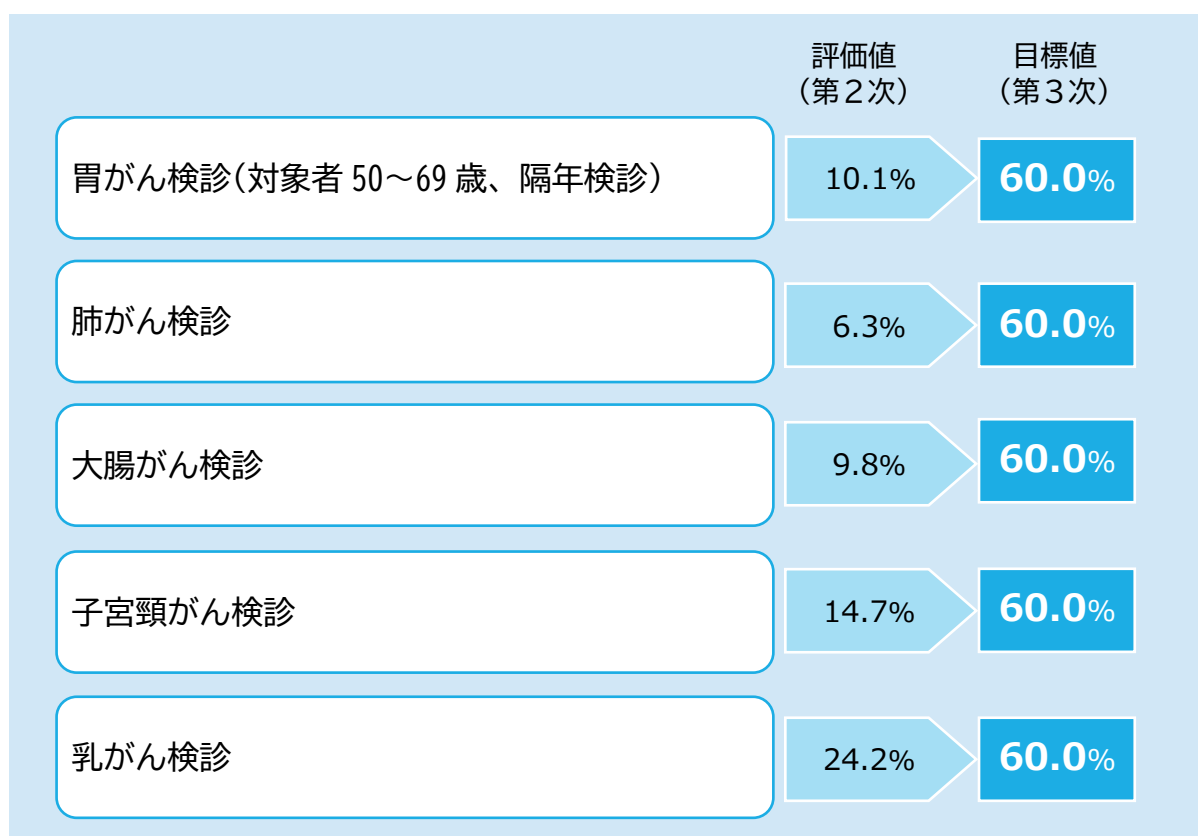 評価値 目標値
（第２次） （第３次）
胃がん検診(対象者 50～69 歳、隔年検診) 10.1% 60.0%
肺がん検診 6.3% 60.0%
大腸がん検診 9.8% 60.0%
子宮頸がん検診 14.7% 60.0%
乳がん検診 24.2% 60.0%